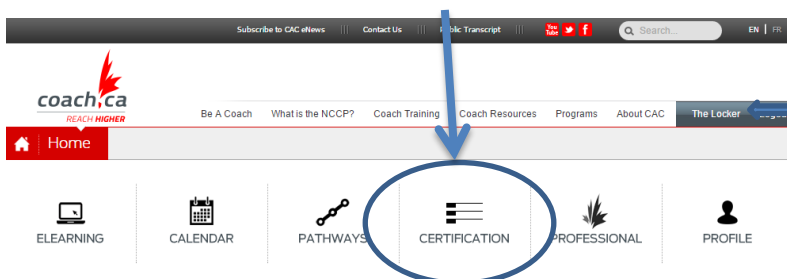 Subscribe to CAC eNews Contact Us Public Transcript You Tube Search... EN | FR
coach.ca
REACH HIGHER
Be A Coach What is the NCCP? Coach Training Coach Resources Programs About CAC The Locker Logout
Home
ELEARNING CALENDAR PATHWAYS CERTIFICATION PROFESSIONAL PROFILE